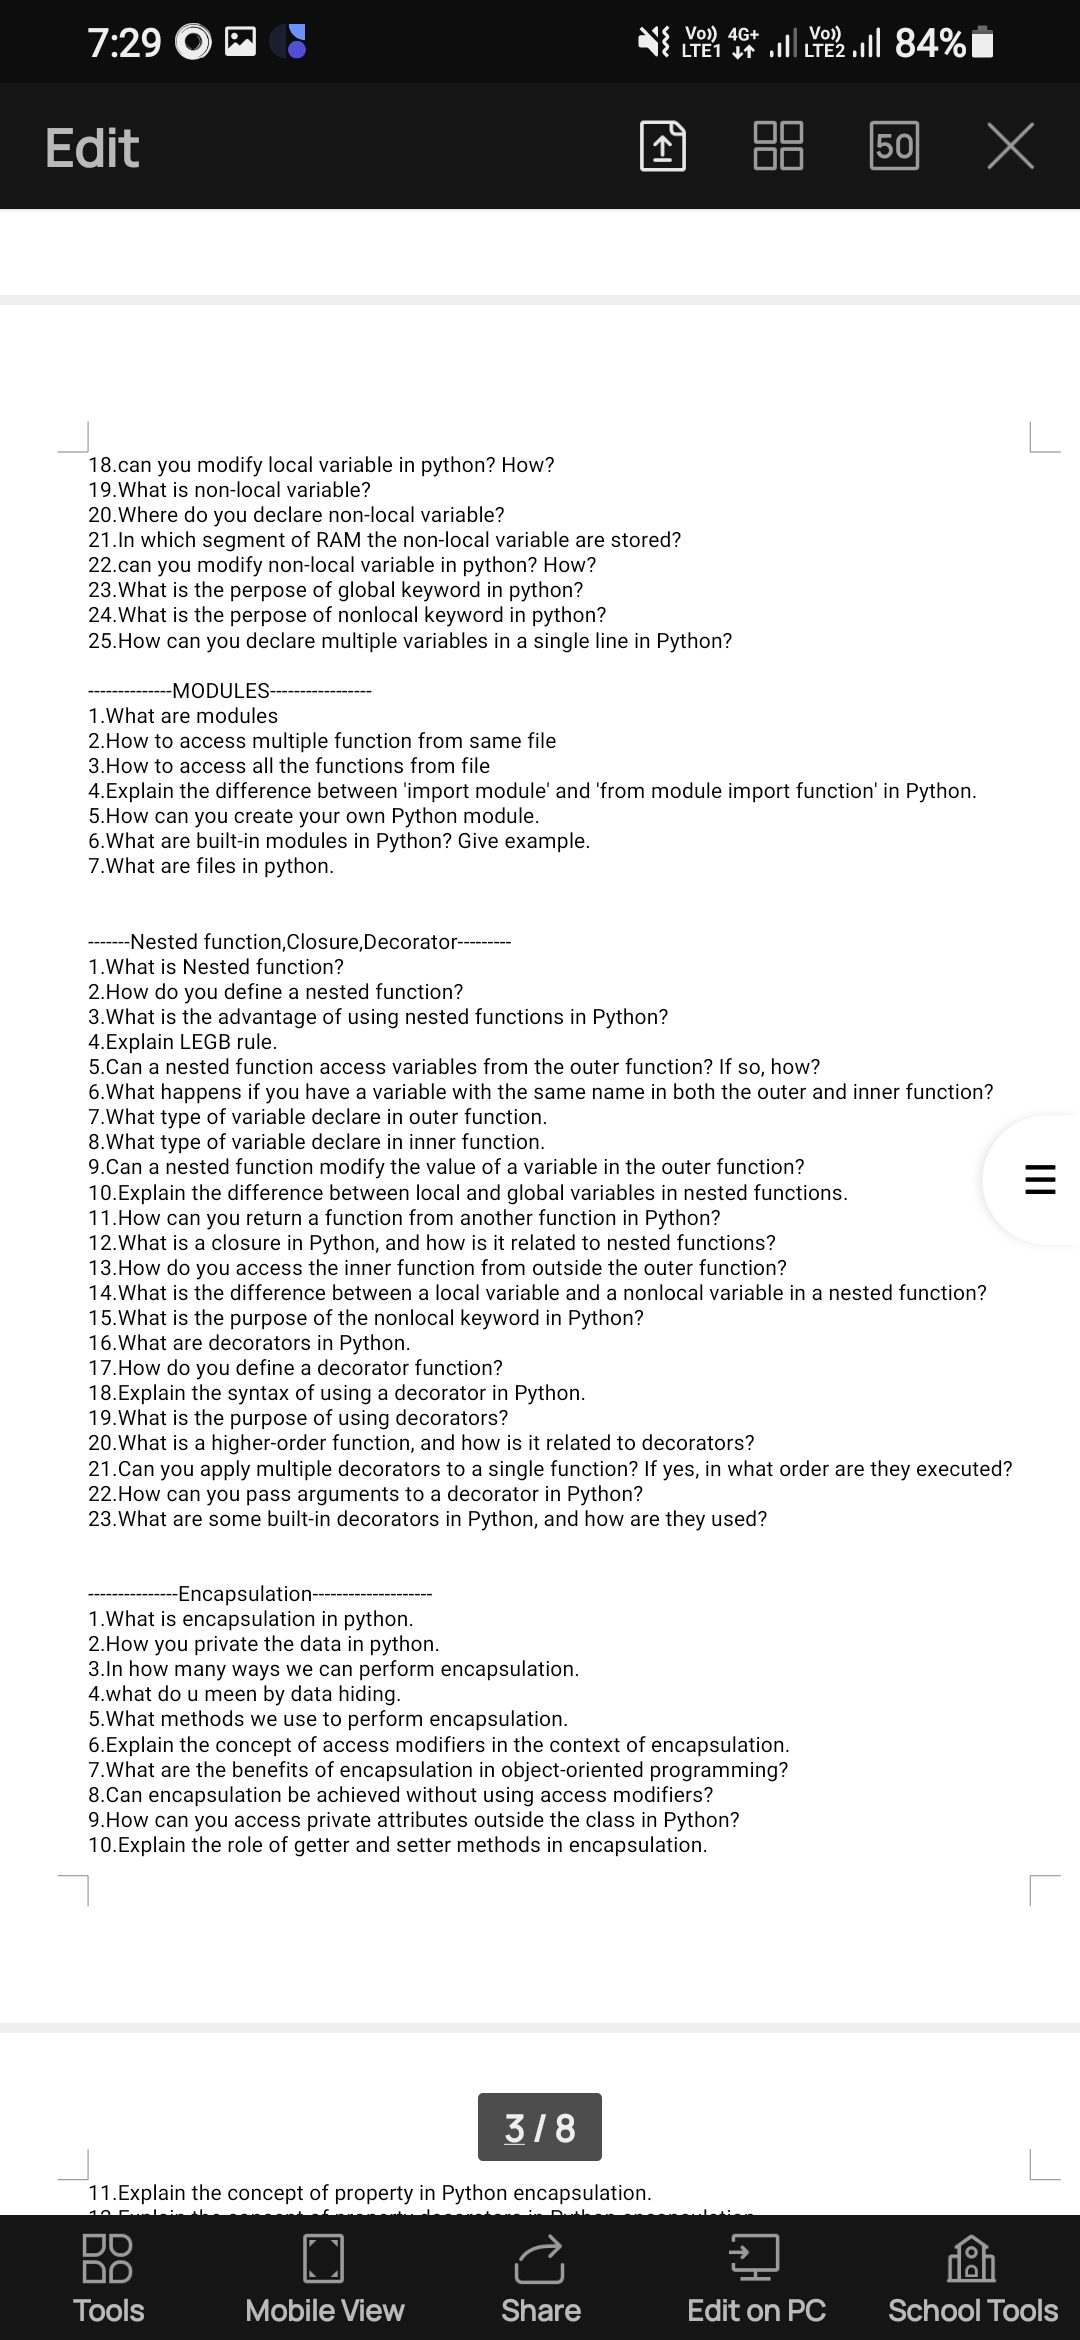 7:29
Vo)) 4G+ Vo)) 84%
LTE1 LTE2
Edit
50
18.can you modify local variable in python? How?
19.What is non-local variable?
20.Where do you declare non-local variable?
21.In which segment of RAM the non-local variable are stored?
22.can you modify non-local variable in python? How?
23.What is the perpose of global keyword in python?
24.What is the perpose of nonlocal keyword in python?
25.How can you declare multiple variables in a single line in Python?
--------------MODULES-----------------
1.What are modules
2.How to access multiple function from same file
3.How to access all the functions from file
4.Explain the difference between 'import module' and 'from module import function' in Python.
5.How can you create your own Python module.
6.What are built-in modules in Python? Give example.
7.What are files in python.
-------Nested function,Closure,Decorator---------
1.What is Nested function?
2.How do you define a nested function?
3.What is the advantage of using nested functions in Python?
4.Explain LEGB rule.
5.Can a nested function access variables from the outer function? If so, how?
6.What happens if you have a variable with the same name in both the outer and inner function?
7.What type of variable declare in outer function.
8.What type of variable declare in inner function.
9.Can a nested function modify the value of a variable in the outer function?
10.Explain the difference between local and global variables in nested functions.
11.How can you return a function from another function in Python?
12.What is a closure in Python, and how is it related to nested functions?
13.How do you access the inner function from outside the outer function?
14.What is the difference between a local variable and a nonlocal variable in a nested function?
15.What is the purpose of the nonlocal keyword in Python?
16.What are decorators in Python.
17.How do you define a decorator function?
18.Explain the syntax of using a decorator in Python.
19.What is the purpose of using decorators?
20.What is a higher-order function, and how is it related to decorators?
21.Can you apply multiple decorators to a single function? If yes, in what order are they executed?
22.How can you pass arguments to a decorator in Python?
23.What are some built-in decorators in Python, and how are they used?
---------------Encapsulation--------------------
1.What is encapsulation in python.
2.How you private the data in python.
3.In how many ways we can perform encapsulation.
4.what do u meen by data hiding.
5.What methods we use to perform encapsulation.
6.Explain the concept of access modifiers in the context of encapsulation.
7.What are the benefits of encapsulation in object-oriented programming?
8.Can encapsulation be achieved without using access modifiers?
9.How can you access private attributes outside the class in Python?
10.Explain the role of getter and setter methods in encapsulation.
3 / 8
11.Explain the concept of property in Python encapsulation.
12.Explain the concept of property decorators in Python encapsulation
Tools Mobile View Share Edit on PC School Tools